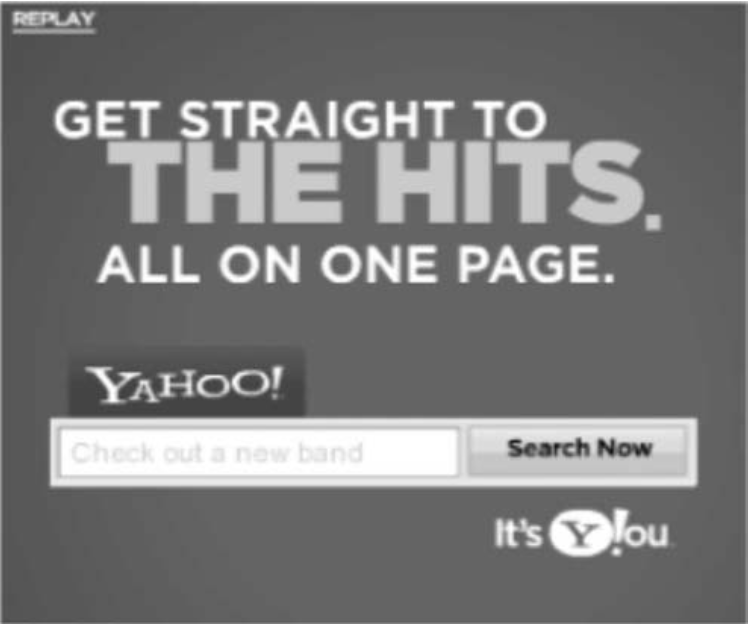 REPLAY
GET STRAIGHT TO
THE HITS.
ALL ON ONE PAGE.
YAHOO!
Check out a new band
Search Now
It's Y!ou